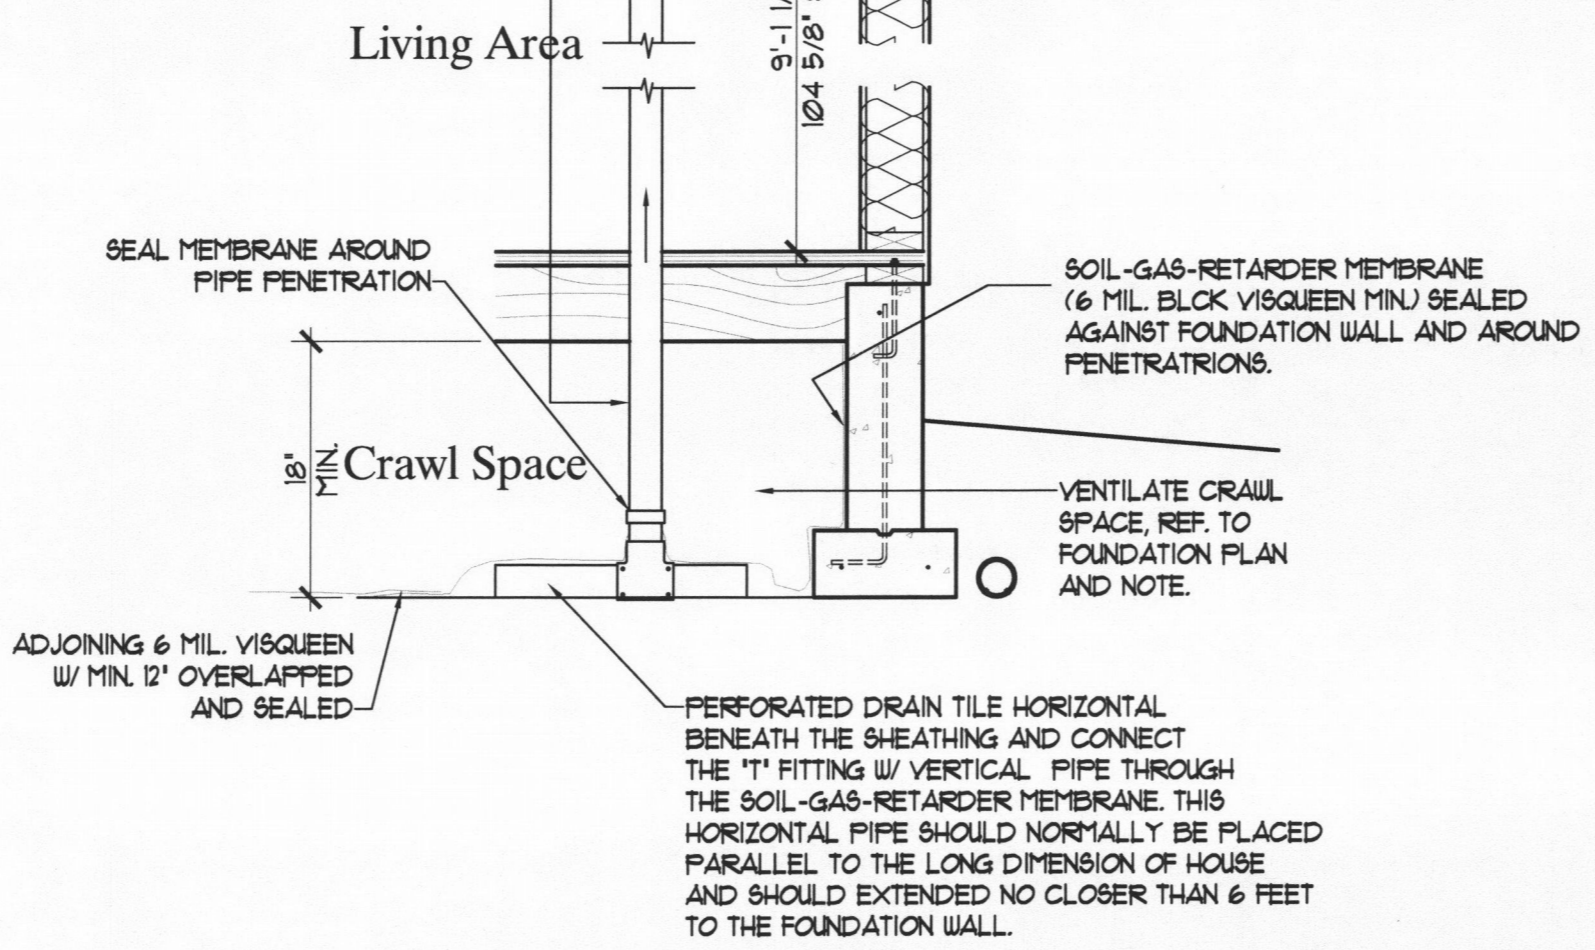 Living Area
9'-1 1/
104 5/8"
SEAL MEMBRANE AROUND
PIPE PENETRATION
SOIL-GAS-RETARDER MEMBRANE
(6 MIL. BLCK VISQUEEN MIN.) SEALED
AGAINST FOUNDATION WALL AND AROUND
PENETRATRIONS.
18"
MIN.
Crawl Space
VENTILATE CRAWL
SPACE, REF. TO
FOUNDATION PLAN
AND NOTE.
ADJOINING 6 MIL. VISQUEEN
W/ MIN. 12" OVERLAPPED
AND SEALED
PERFORATED DRAIN TILE HORIZONTAL
BENEATH THE SHEATHING AND CONNECT
THE "T" FITTING W/ VERTICAL PIPE THROUGH
THE SOIL-GAS-RETARDER MEMBRANE. THIS
HORIZONTAL PIPE SHOULD NORMALLY BE PLACED
PARALLEL TO THE LONG DIMENSION OF HOUSE
AND SHOULD EXTENDED NO CLOSER THAN 6 FEET
TO THE FOUNDATION WALL.